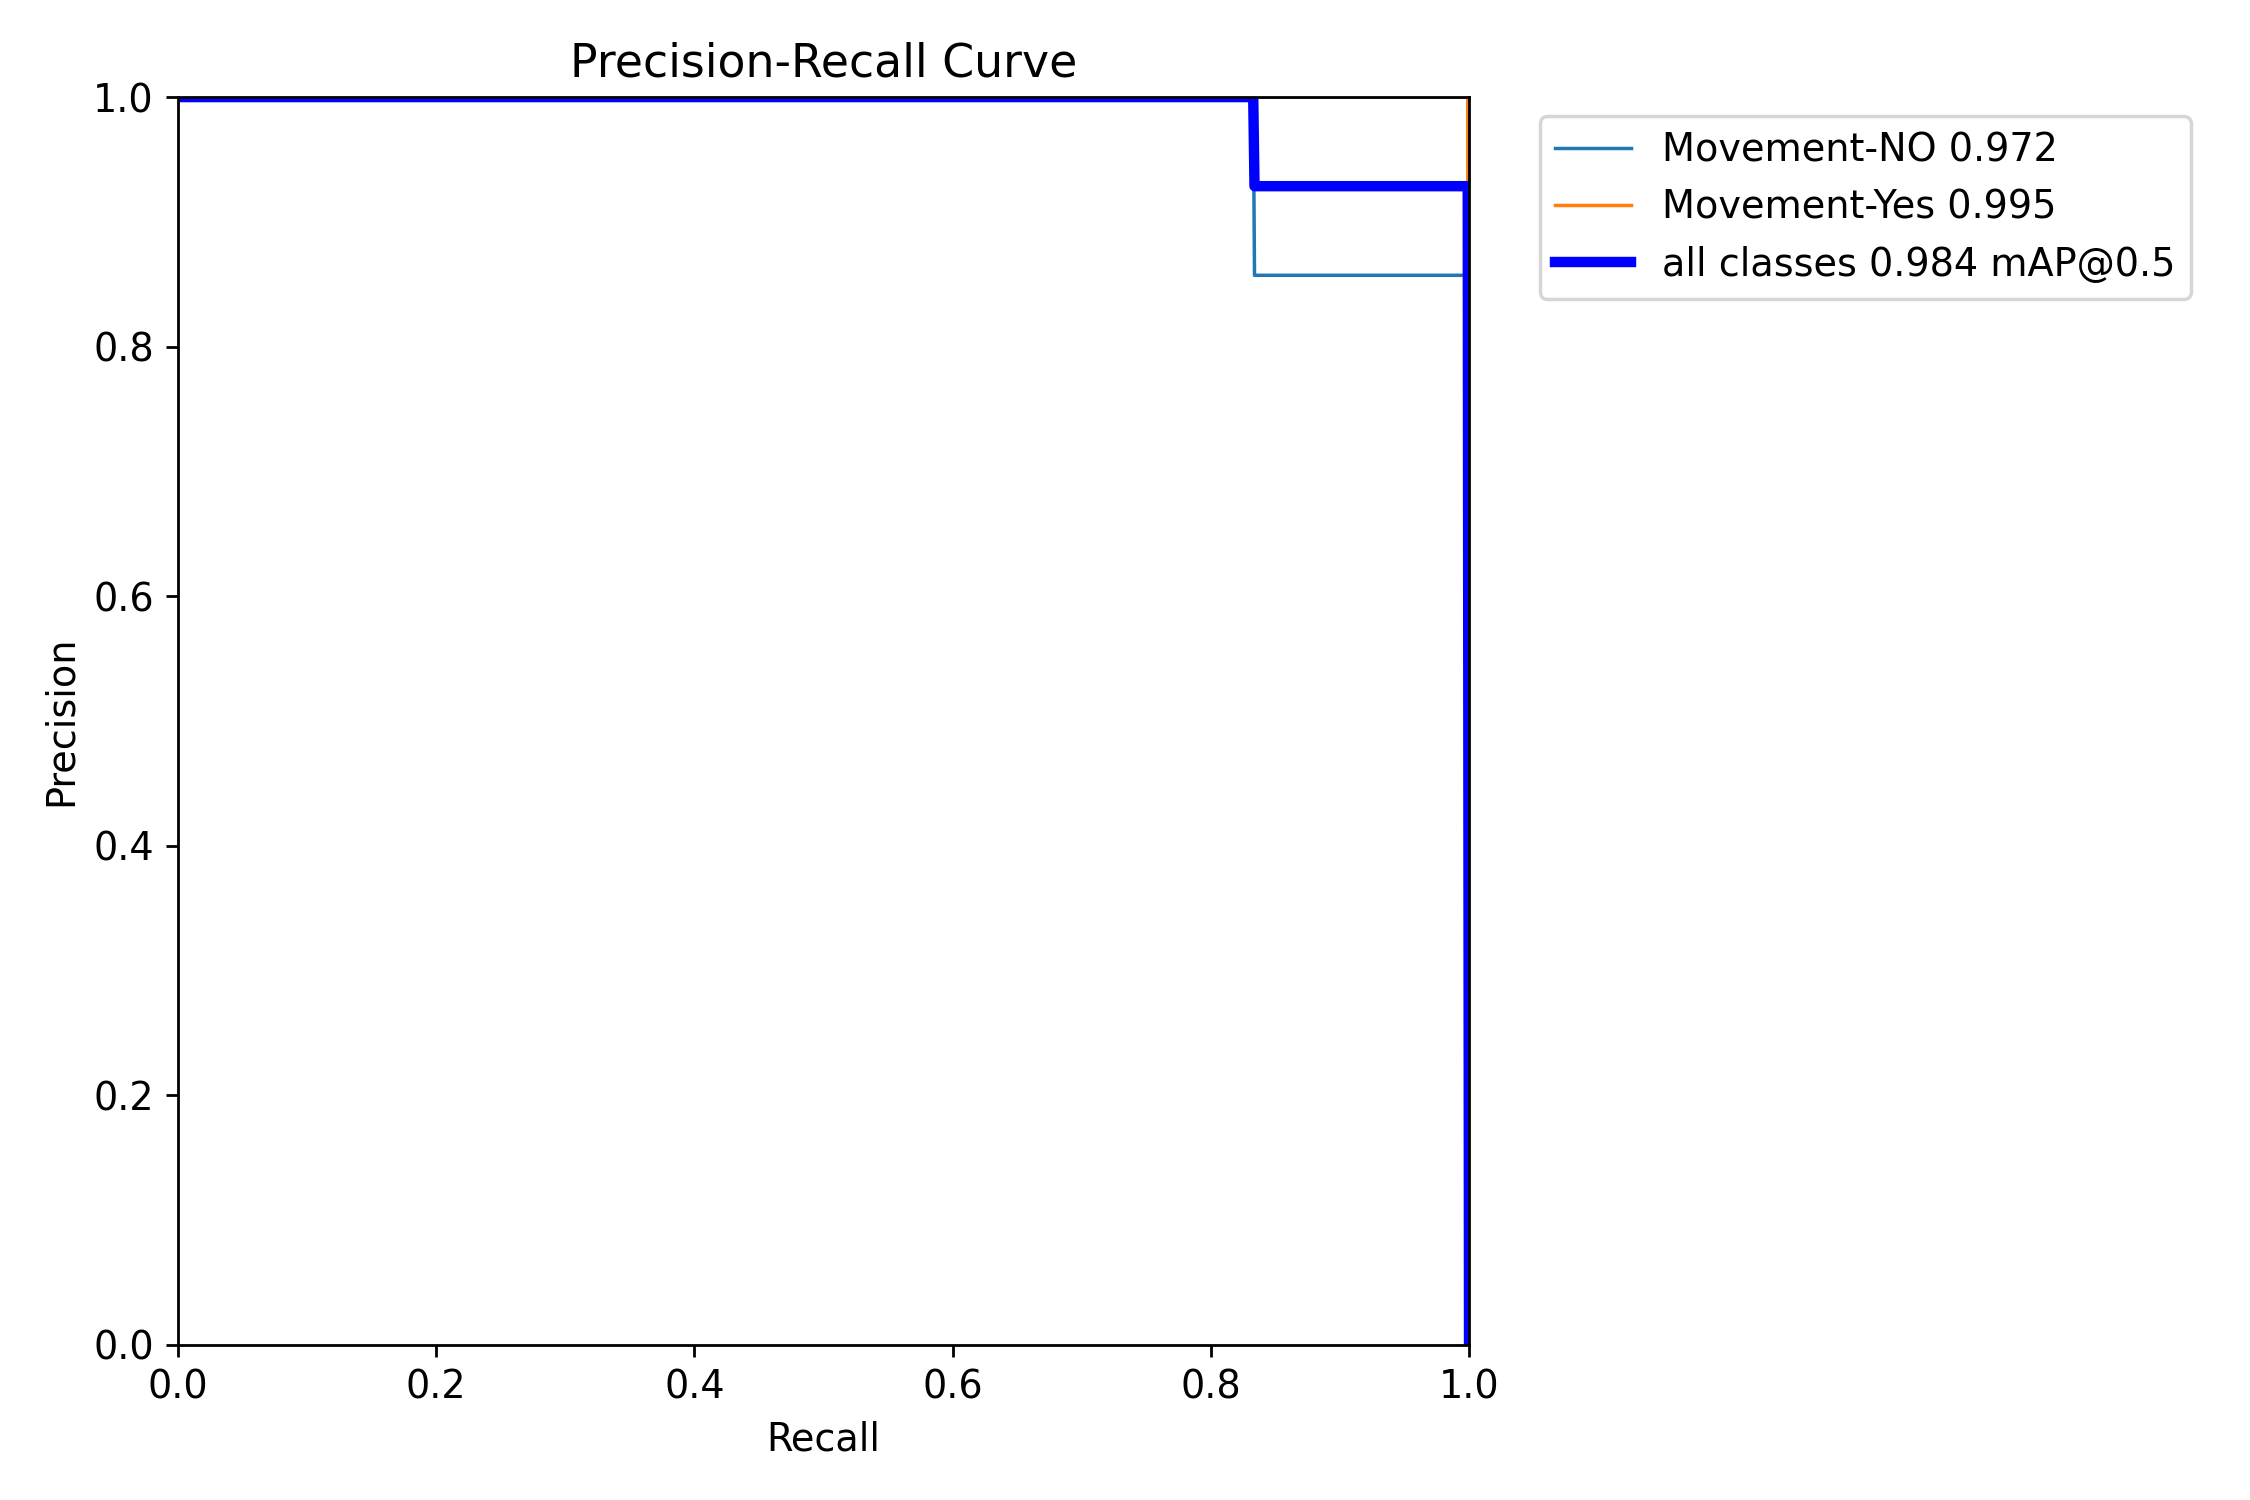 Precision-Recall Curve
1.0
0.8
0.6
0.4
0.2
0.0
Precision
0.0 0.2 0.4 0.6 0.8 1.0
Recall
Movement-NO 0.972
Movement-Yes 0.995
all classes 0.984 mAP@0.5